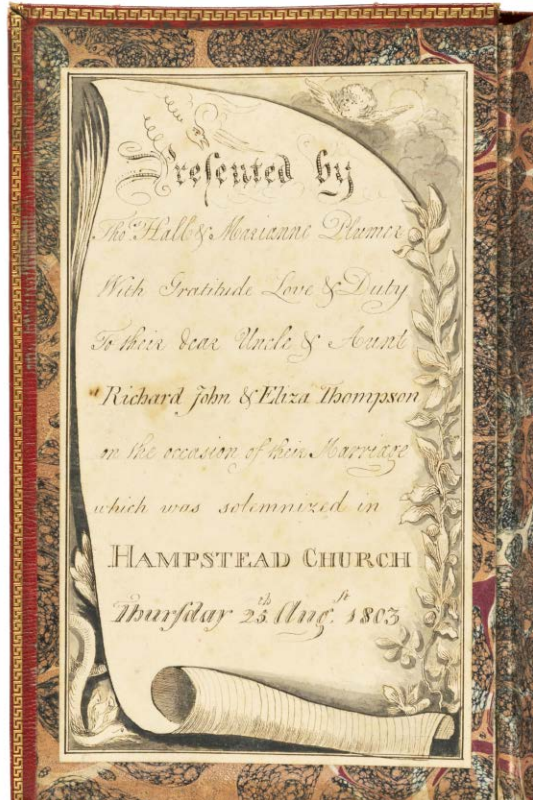 Presented by
Tho.s Hall & Marianne Plumer
With Gratitude Love & Duty
To their dear Uncle & Aunt
Richard John & Eliza Thompson
on the occasion of their Marriage
which was solemnized in
HAMPSTEAD CHURCH
Thurſday 25th Augſt. 1803